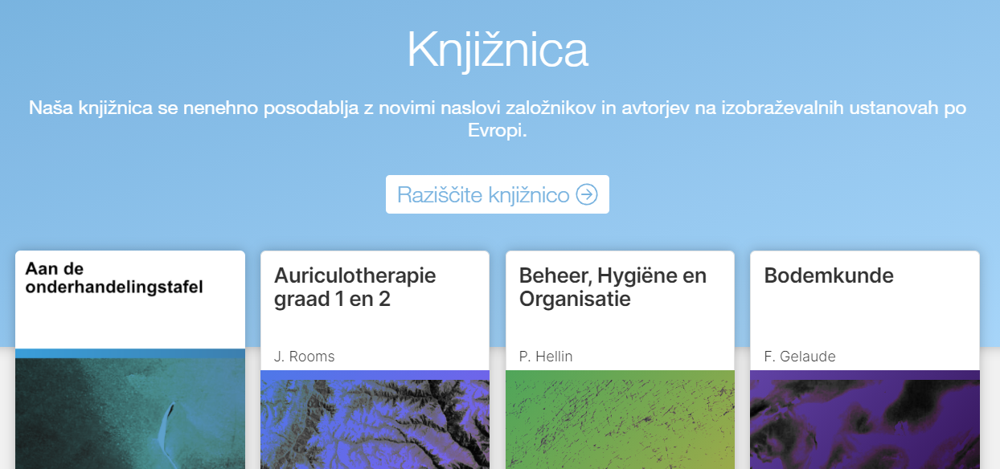 Knjižnica
Naša knjižnica se nenehno posodablja z novimi naslovi založnikov in avtorjev na izobraževalnih ustanovah po
Evropi.
Raziščite knjižnico
Aan de
onderhandelingstafel
Auriculotherapie
graad 1 en 2
J. Rooms
Beheer, Hygiëne en
Organisatie
P. Hellin
Bodemkunde
F. Gelaude